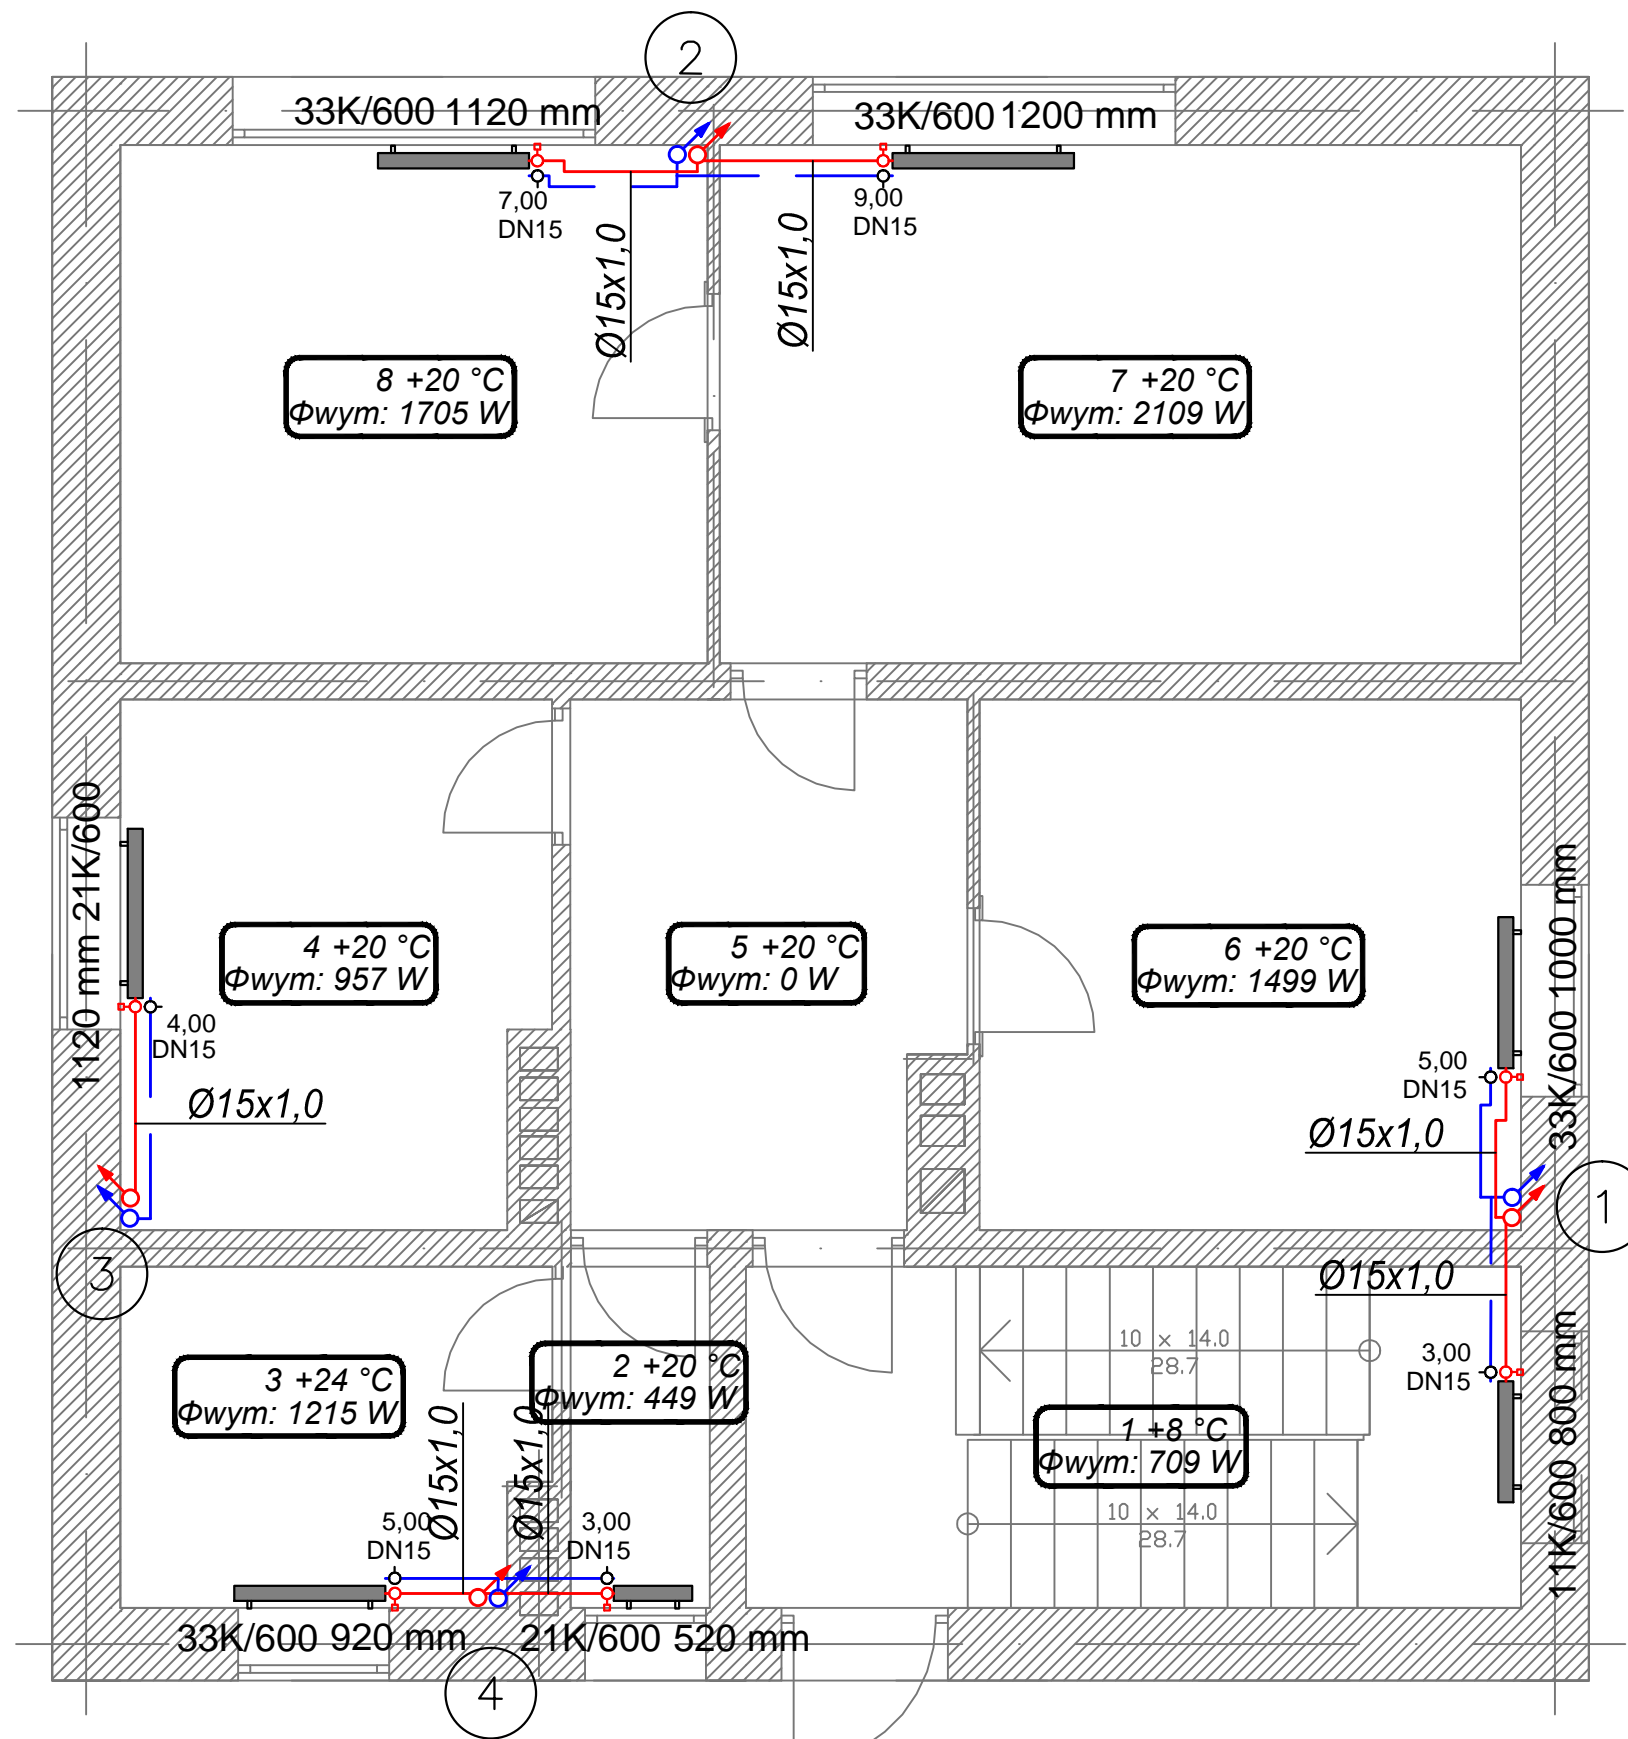 2
33K/600 1120 mm
33K/600 1200 mm
7,00
DN15
9,00
DN15
Ø15x1,0
Ø15x1,0
8 +20 °C
Φwym: 1705 W
7 +20 °C
Φwym: 2109 W
1120 mm 21K/600
4 +20 °C
Φwym: 957 W
5 +20 °C
Φwym: 0 W
6 +20 °C
Φwym: 1499 W
33K/600 1000 mm
4,00
DN15
5,00
DN15
Ø15x1,0
Ø15x1,0
1
3
Ø15x1,0
10 × 14.0
28.7
3 +24 °C
Φwym: 1215 W
2 +20 °C
Φwym: 449 W
3,00
DN15
11K/600 800 mm
1 +8 °C
Φwym: 709 W
Ø15x1,0
Ø15x1,0
10 × 14.0
28.7
5,00
DN15
3,00
DN15
33K/600 920 mm
21K/600 520 mm
4